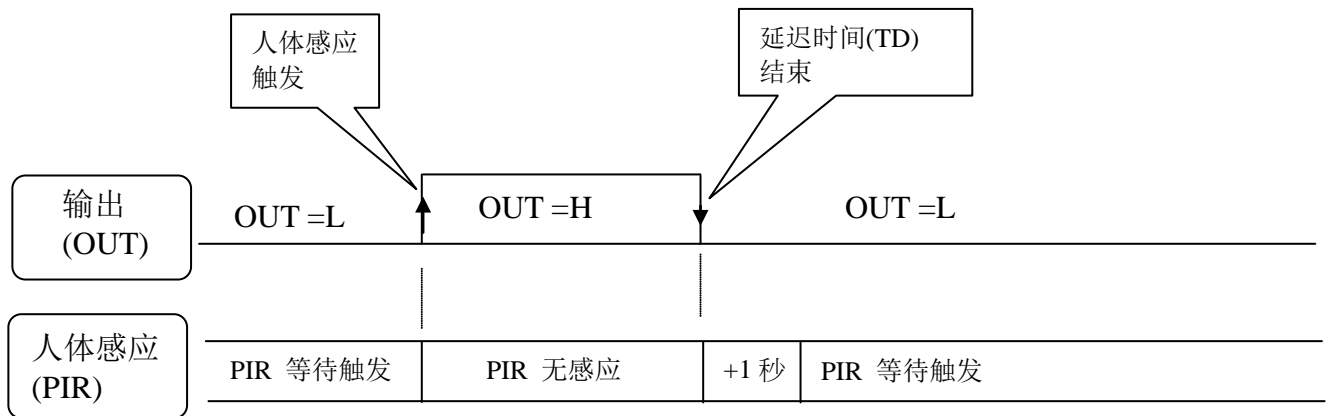 人体感应
触发
延迟时间(TD)
结束
输出
(OUT)
OUT =L
OUT =H
OUT =L
人体感应
(PIR)
PIR 等待触发
PIR 无感应
+1 秒
PIR 等待触发